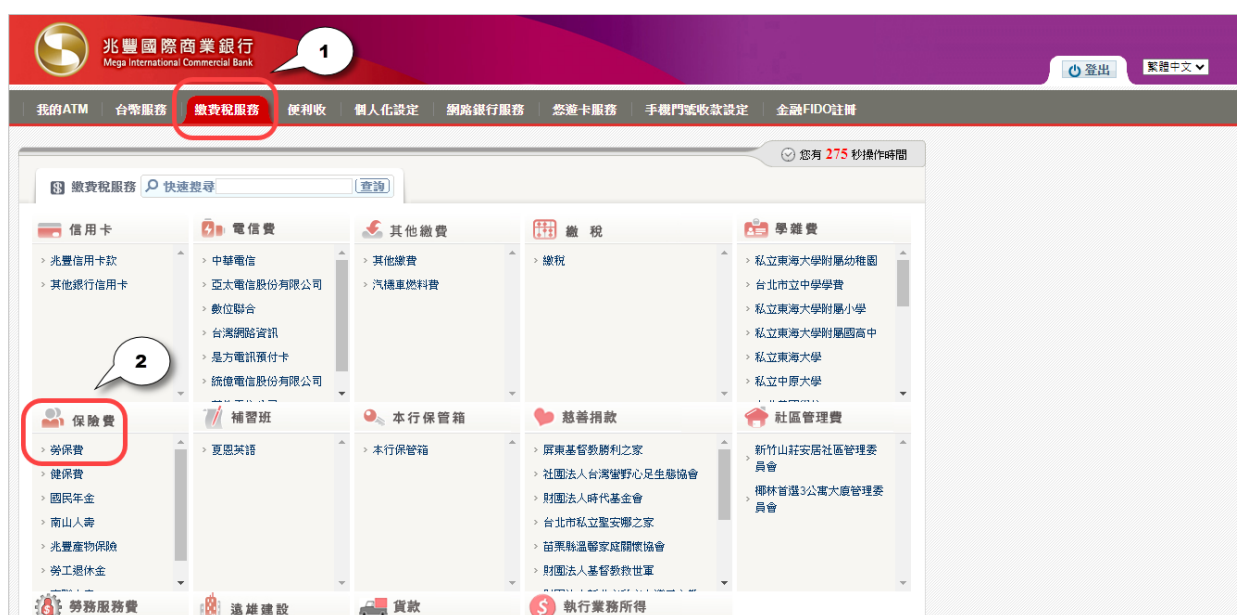 兆豐國際商業銀行
Mega International Commercial Bank
1
登出
繁體中文
我的ATM
台幣服務
繳費稅服務
便利收
個人化設定
網路銀行服務
悠遊卡服務
手機門號收款設定
金融FIDO註冊
您有 275 秒操作時間
繳費稅服務
快速搜尋
查詢
信用卡
兆豐信用卡款
其他銀行信用卡
電信費
中華電信
亞太電信股份有限公司
數位聯合
台灣網路資訊
是方電訊預付卡
統億電信股份有限公司
其他繳費
其他繳費
汽機車燃料費
繳 稅
繳稅
學雜費
私立東海大學附屬幼稚園
台北市立中學學費
私立東海大學附屬小學
私立東海大學附屬國高中
私立東海大學
私立中原大學
2
保險費
勞保費
健保費
國民年金
南山人壽
兆豐產物保險
勞工退休金
補習班
夏恩英語
本行保管箱
本行保管箱
慈善捐款
屏東基督教勝利之家
社團法人台灣蠻野心足生態協會
財團法人時代基金會
台北市私立聖安娜之家
苗栗縣溫馨家庭關懷協會
財團法人基督教救世軍
社區管理費
新竹山莊安居社區管理委
員會
椰林首選3公寓大廈管理委
員會
勞務服務費
遠雄建設
貨款
執行業務所得